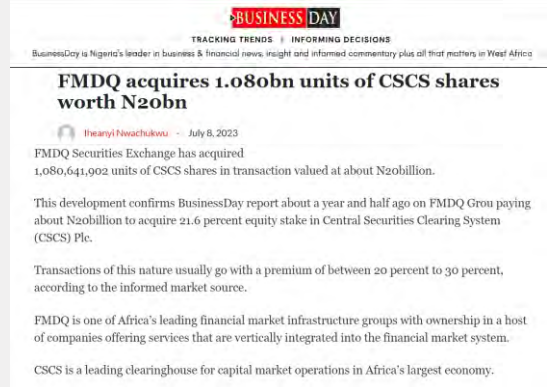 BUSINESS DAY
TRACKING TRENDS | INFORMING DECISIONS
BusinessDay is Nigeria's leader in business & financial news, insight and informed commentary plus all that matters in West Africa
FMDQ acquires 1.080bn units of CSCS shares
worth N20bn
Iheanyi Nwachukwu - July 8, 2023
FMDQ Securities Exchange has acquired
1,080,641,902 units of CSCS shares in transaction valued at about N20billion.
This development confirms BusinessDay report about a year and half ago on FMDQ Grou paying
about N20billion to acquire 21.6 percent equity stake in Central Securities Clearing System
(CSCS) Plc.
Transactions of this nature usually go with a premium of between 20 percent to 30 percent,
according to the informed market source.
FMDQ is one of Africa's leading financial market infrastructure groups with ownership in a host
of companies offering services that are vertically integrated into the financial market system.
CSCS is a leading clearinghouse for capital market operations in Africa's largest economy.